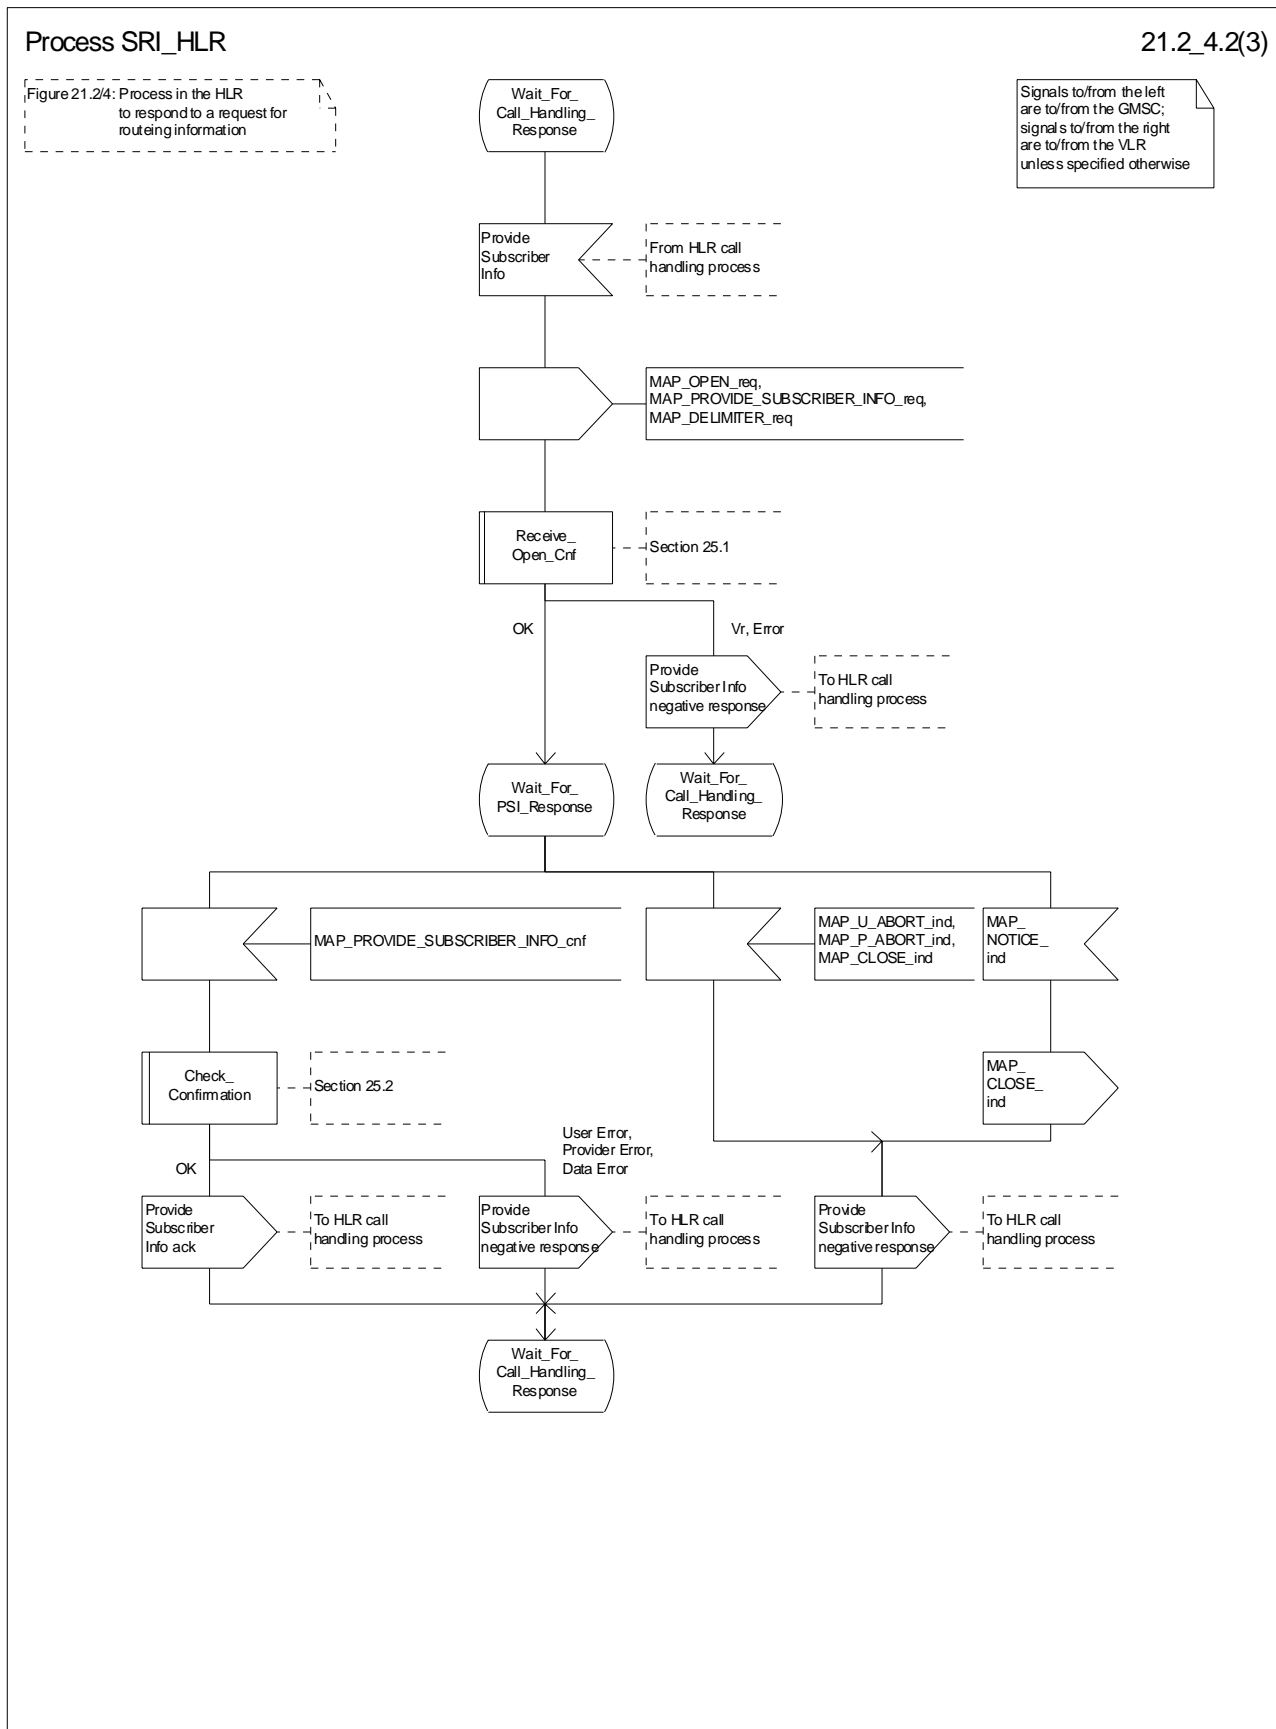 Process SRI_HLR
21.2_4.2(3)
Figure 21.2/4: Process in the HLR
to respond to a request for
routeing information
Wait_For_
Call_Handling_
Response
Signals to/from the left
are to/from the GMSC;
signals to/from the right
are to/from the VLR
unless specified otherwise
Provide
Subscriber
Info
From HLR call
handling process
MAP_OPEN_req,
MAP_PROVIDE_SUBSCRIBER_INFO_req,
MAP_DELIMITER_req
Receive_
Open_Cnf
Section 25.1
OK
Vr, Error
Provide
Subscriber Info
negative response
To HLR call
handling process
Wait_For_
PSI_Response
Wait_For_
Call_Handling_
Response
MAP_PROVIDE_SUBSCRIBER_INFO_cnf
MAP_U_ABORT_ind,
MAP_P_ABORT_ind,
MAP_CLOSE_ind
MAP_
NOTICE_
ind
Check_
Confirmation
Section 25.2
MAP_
CLOSE_
ind
OK
User Error,
Provider Error,
Data Error
Provide
Subscriber
Info ack
To HLR call
handling process
Provide
Subscriber Info
negative response
To HLR call
handling process
Provide
Subscriber Info
negative response
To HLR call
handling process
Wait_For_
Call_Handling_
Response